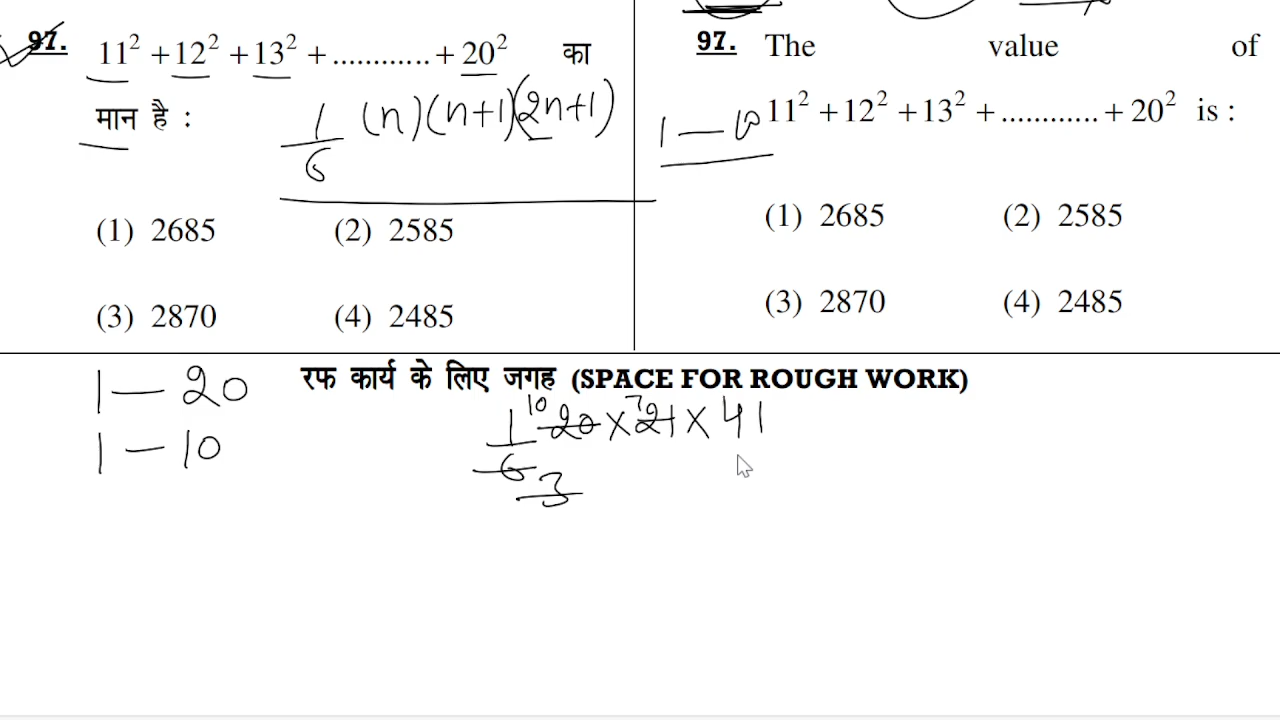 97. 11² + 12² + 13² + ............ + 20² का
मान है :
1/6 (n)(n+1)(2n+1)
(1) 2685 (2) 2585
(3) 2870 (4) 2485
97. The value of
11² + 12² + 13² + ............ + 20² is :
1 — 10
(1) 2685 (2) 2585
(3) 2870 (4) 2485
रफ कार्य के लिए जगह (SPACE FOR ROUGH WORK)
1 — 20
1 — 10
10 7
1/6 20 × 21 × 41
3